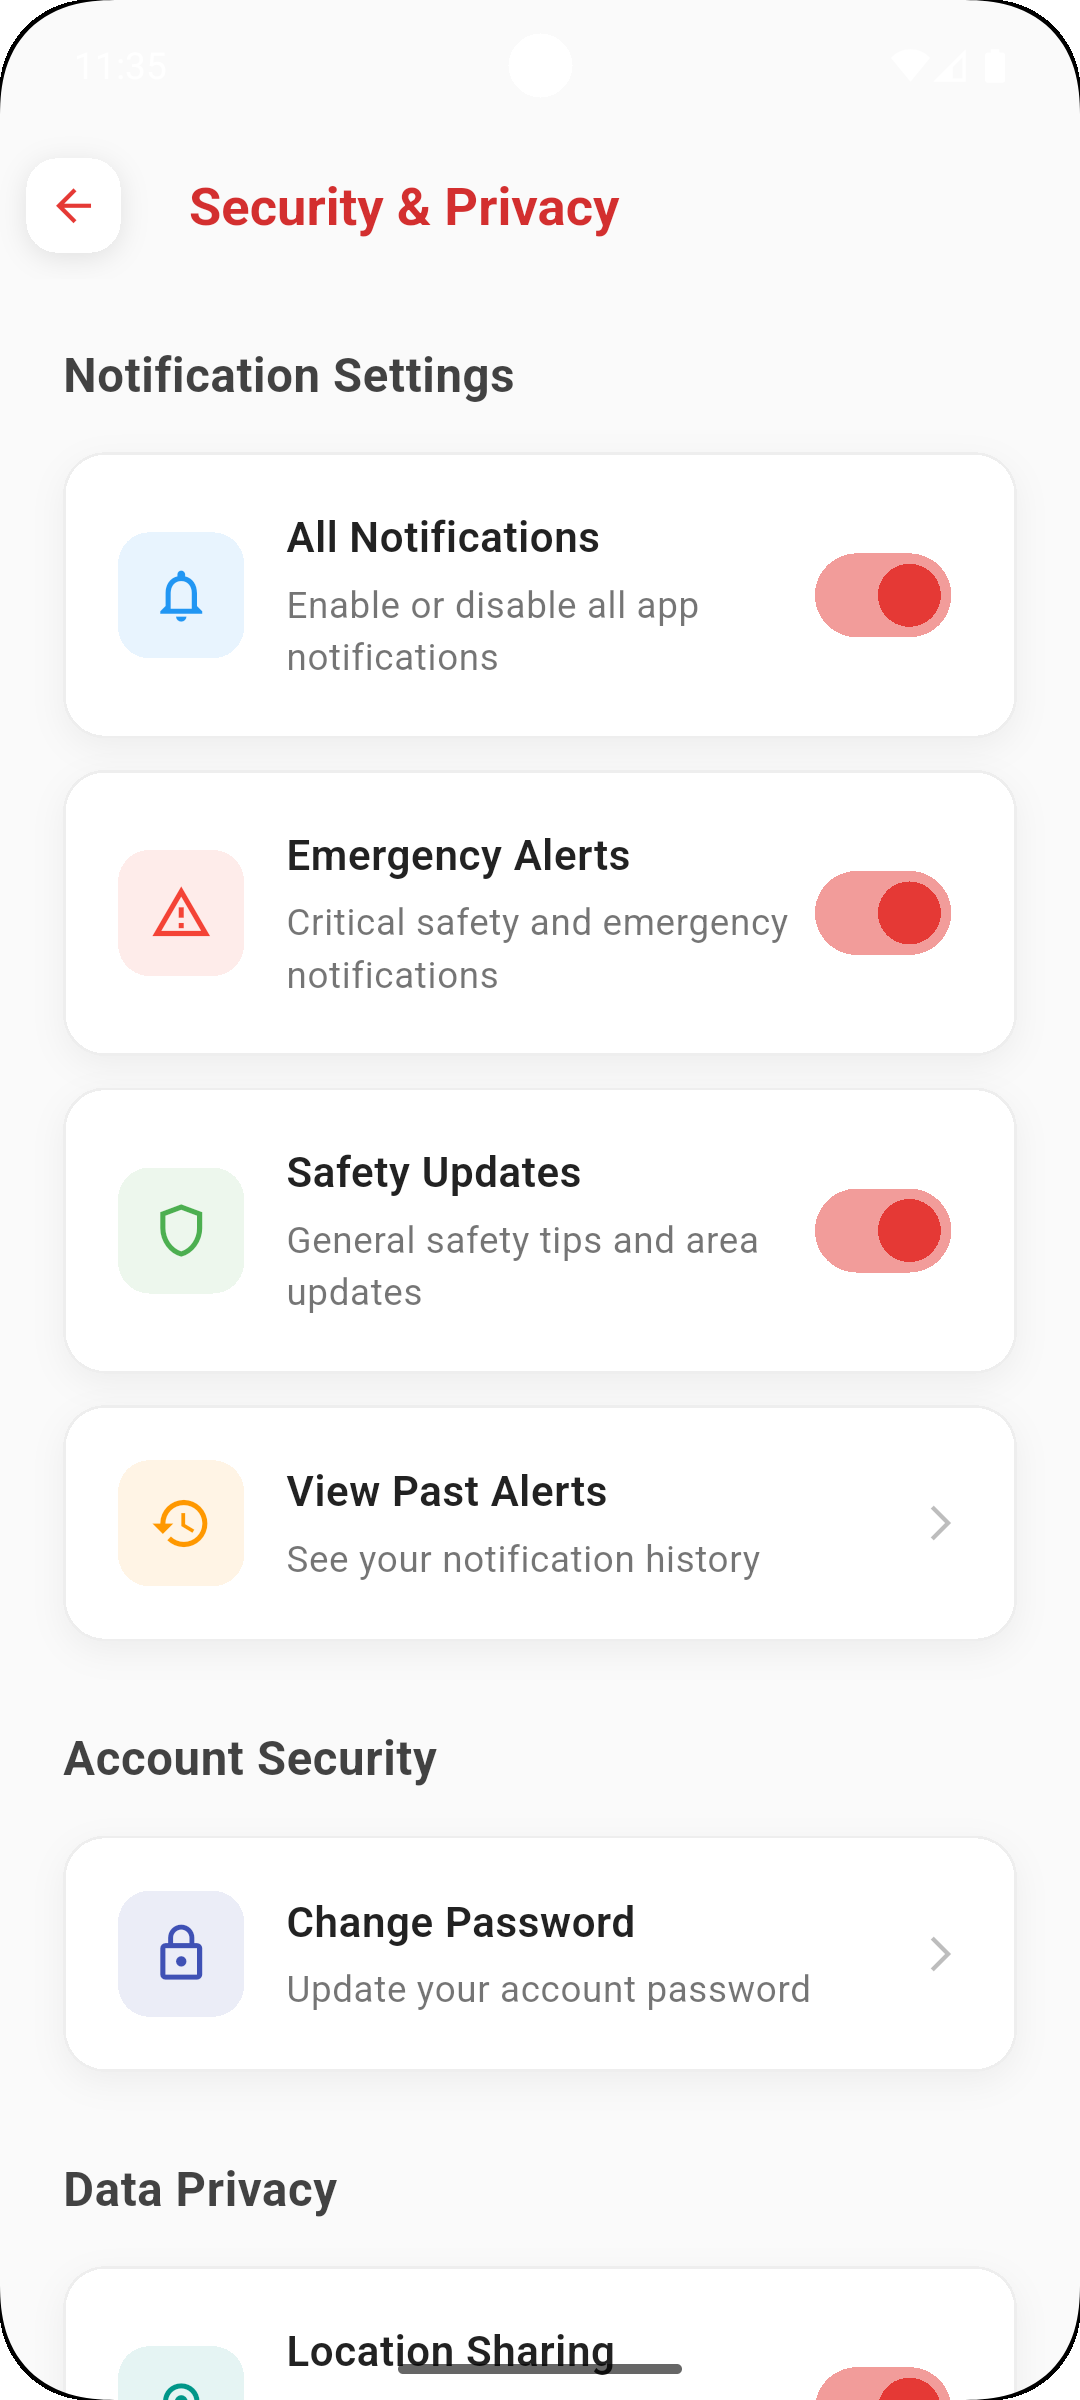 11:35
Security & Privacy
Notification Settings
All Notifications
Enable or disable all app
notifications
Emergency Alerts
Critical safety and emergency
notifications
Safety Updates
General safety tips and area
updates
View Past Alerts
See your notification history
Account Security
Change Password
Update your account password
Data Privacy
Location Sharing